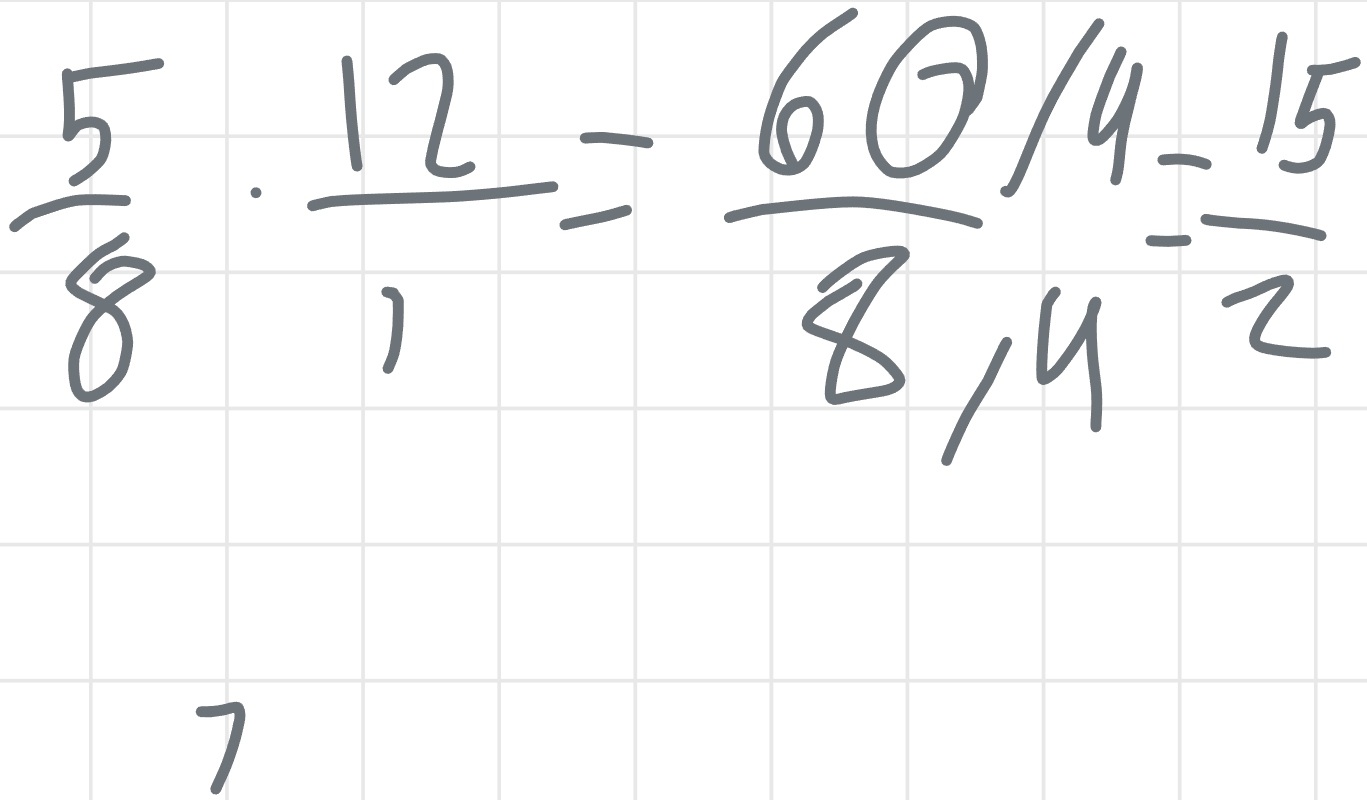 5/8 · 12/1 = 60/4 / 8/4 = 15/2
7